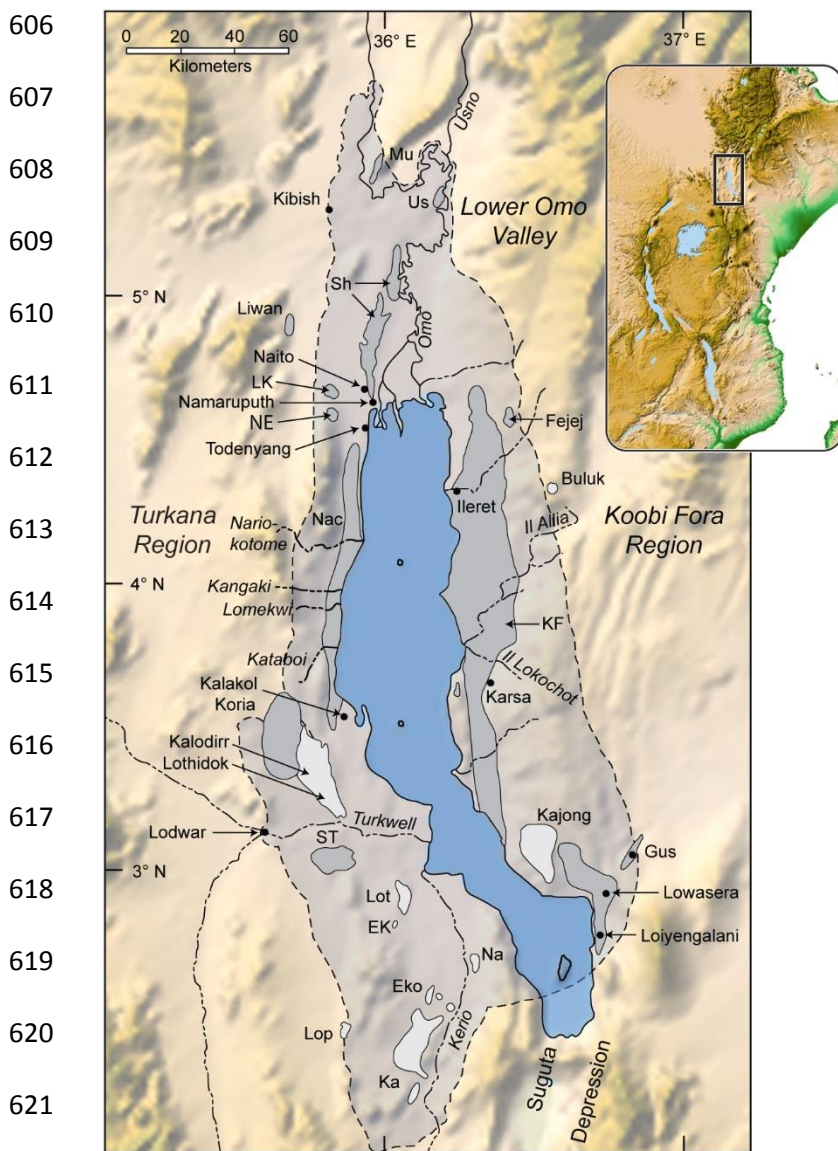 606
607
608
609
610
611
612
613
614
615
616
617
618
619
620
621
0 20 40 60
Kilometers
36° E
37° E
Usno
Mu
Kibish
Us
Lower Omo
Valley
Sh
5° N
Liwan
Omo
Naito
LK
Namaruputh
NE
Fejej
Todenyang
Buluk
Ileret
Turkana
Region
Nac
Nario-
kotome
Il Allia
Koobi Fora
Region
4° N
Kangaki
Lomekwi
KF
Kataboi
Il Lokochot
Kalakol
Karsa
Koria
Kalodirr
Lothidok
Turkwell
Kajong
Lodwar
ST
Gus
3° N
Lot
Lowasera
EK
Loiyengalani
Na
Eko
Lop
Kerio
Ka
Suguta
Depression